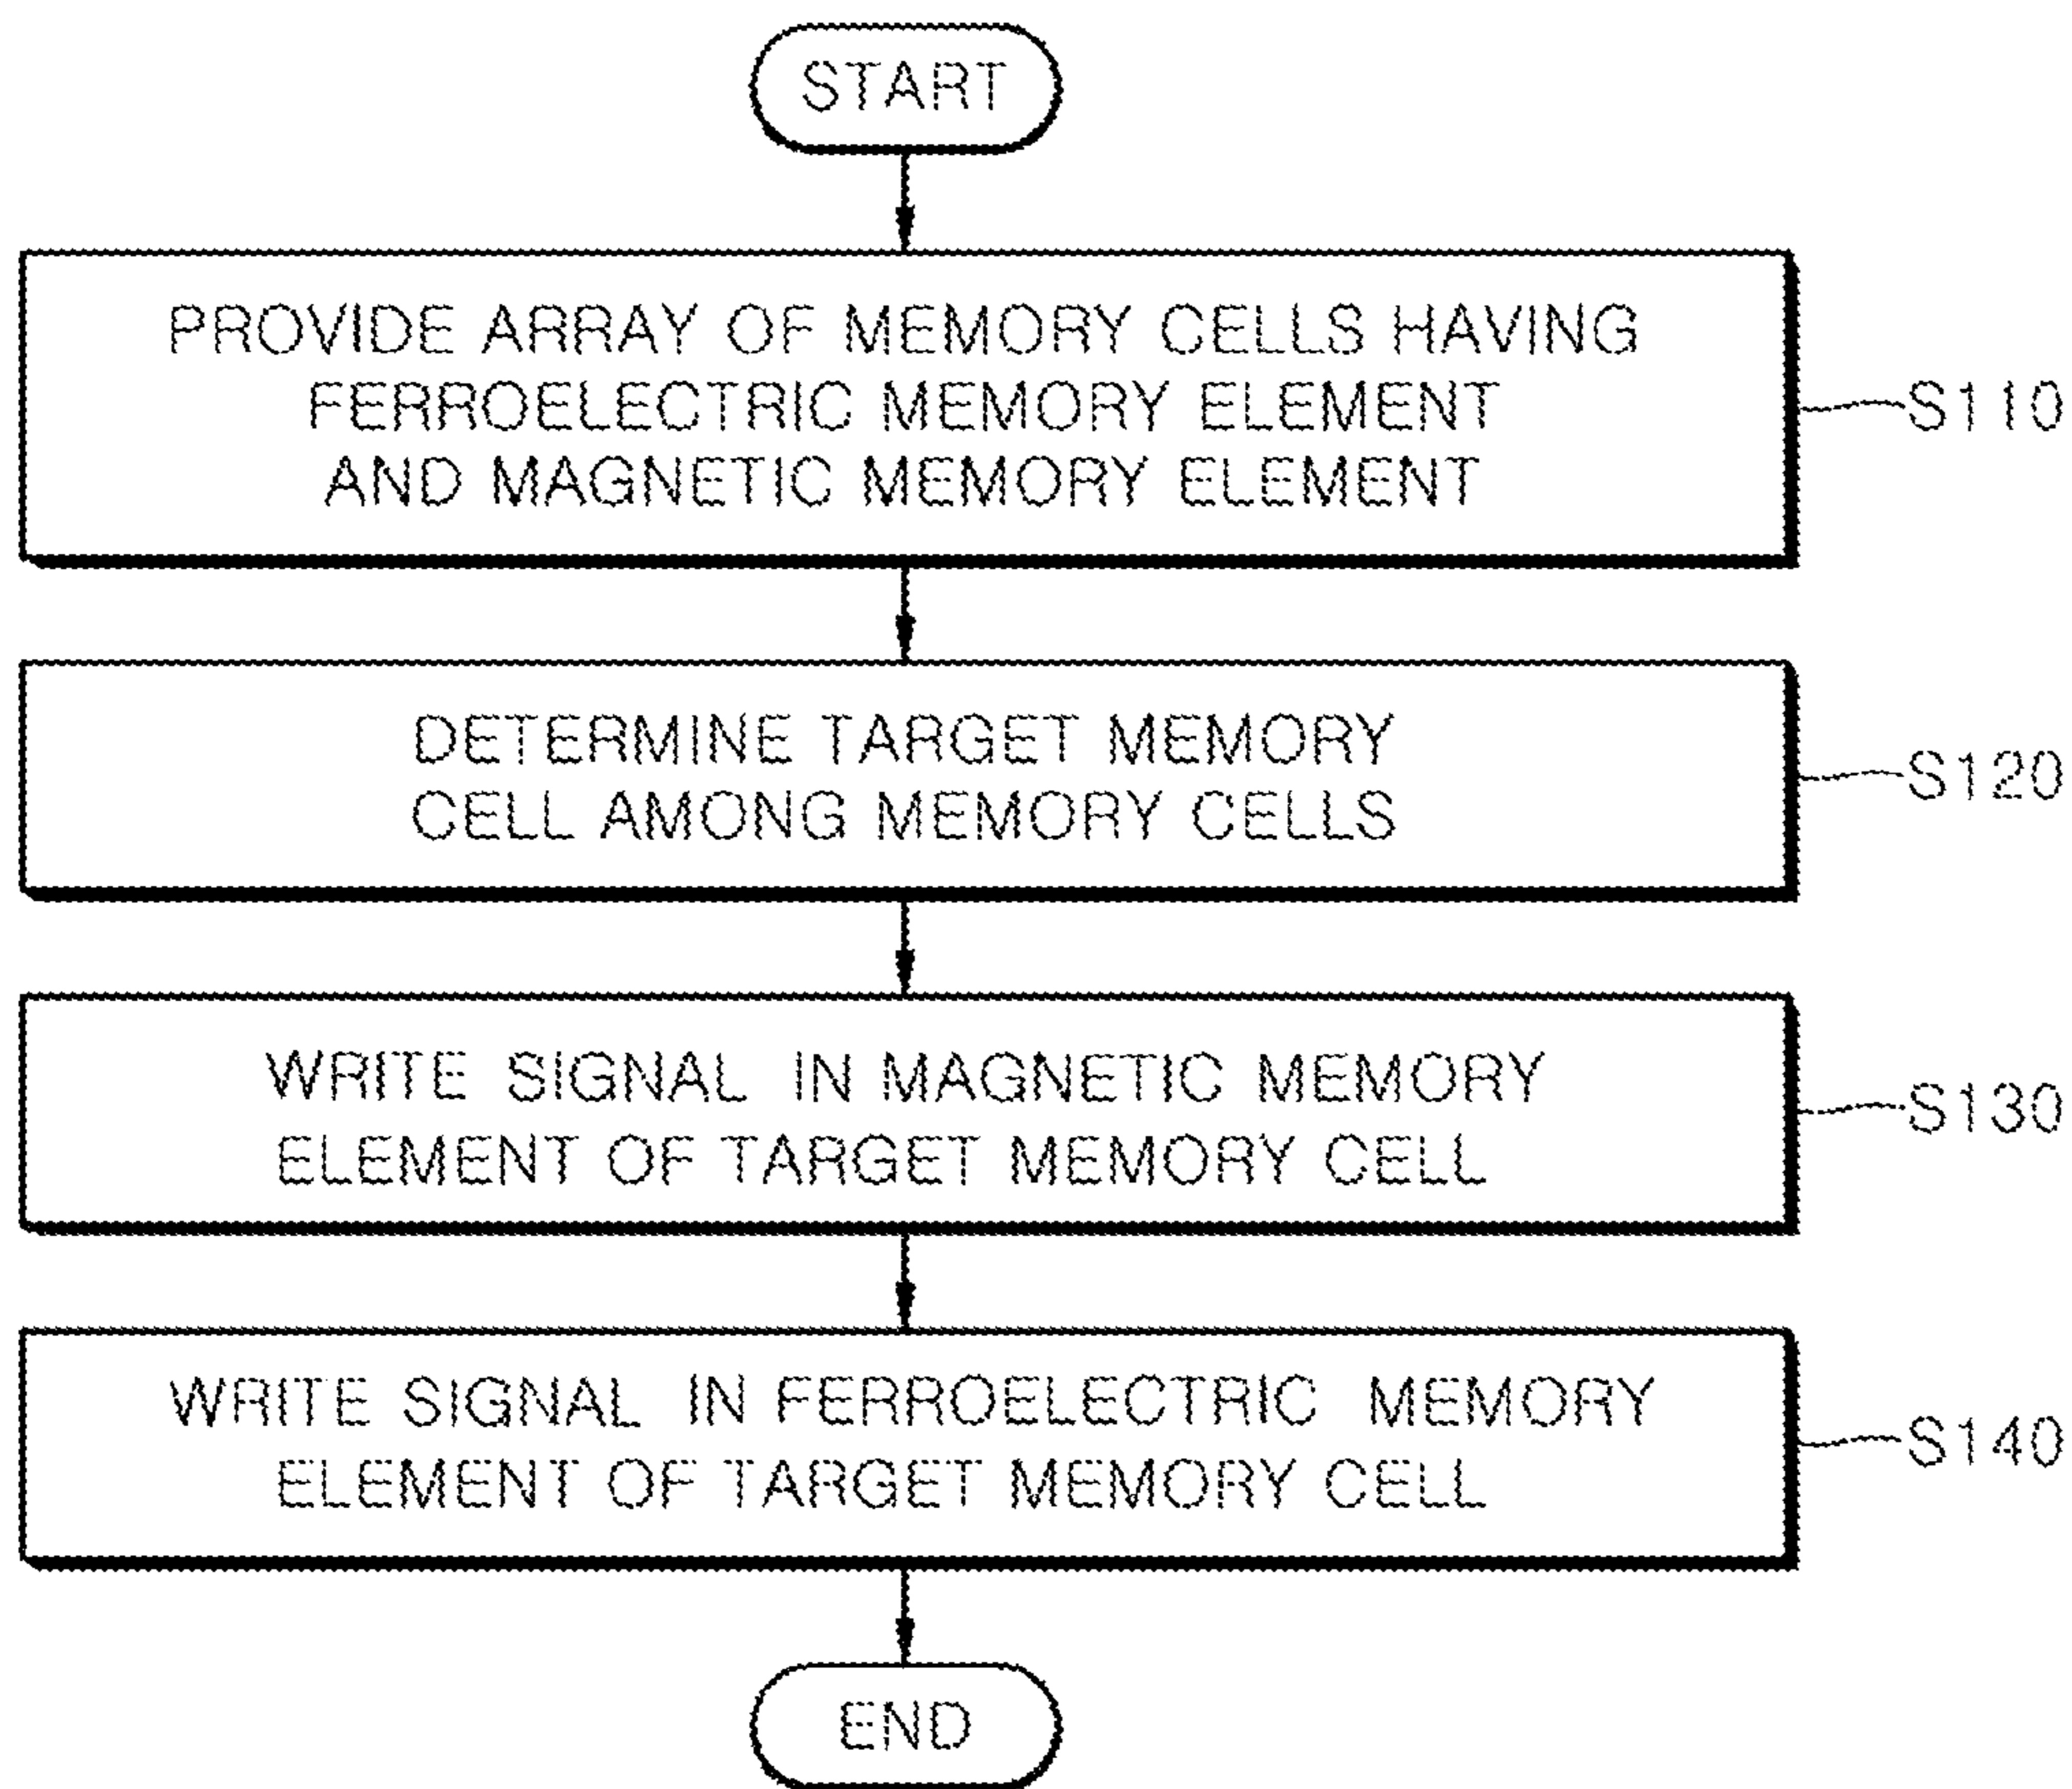 START
PROVIDE ARRAY OF MEMORY CELLS HAVING
FERROELECTRIC MEMORY ELEMENT
AND MAGNETIC MEMORY ELEMENT
S110
DETERMINE TARGET MEMORY
CELL AMONG MEMORY CELLS
S120
WRITE SIGNAL IN MAGNETIC MEMORY
ELEMENT OF TARGET MEMORY CELL
S130
WRITE SIGNAL IN FERROELECTRIC MEMORY
ELEMENT OF TARGET MEMORY CELL
S140
END